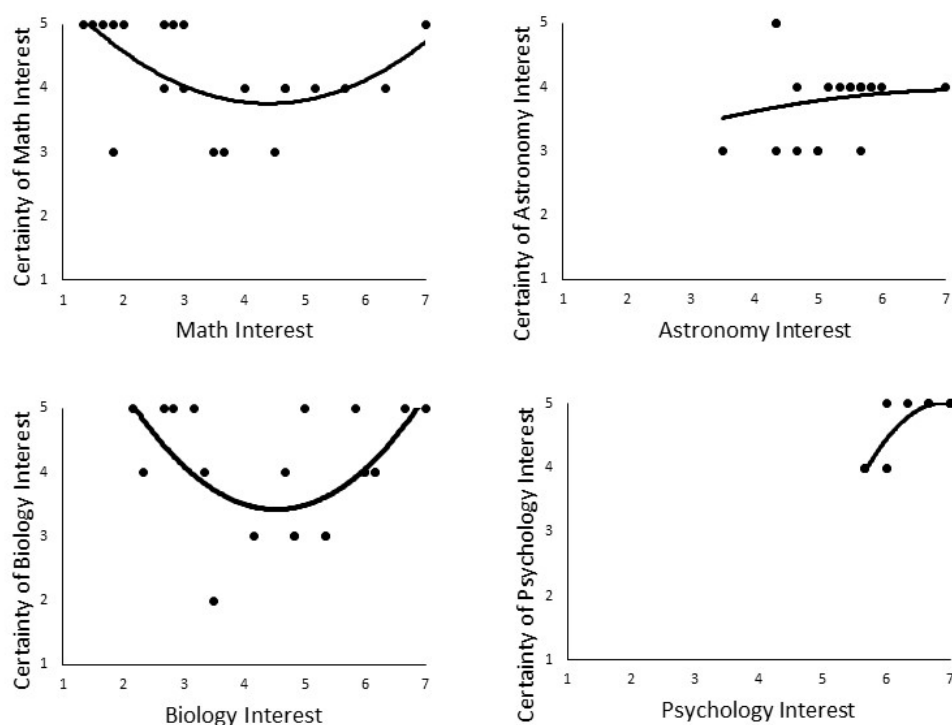 Certainty of Math Interest
5
4
3
2
1
1 2 3 4 5 6 7
Math Interest
Certainty of Astronomy Interest
5
4
3
2
1
1 2 3 4 5 6 7
Astronomy Interest
Certainty of Biology Interest
5
4
3
2
1
1 2 3 4 5 6 7
Biology Interest
Certainty of Psychology Interest
5
4
3
2
1
1 2 3 4 5 6 7
Psychology Interest